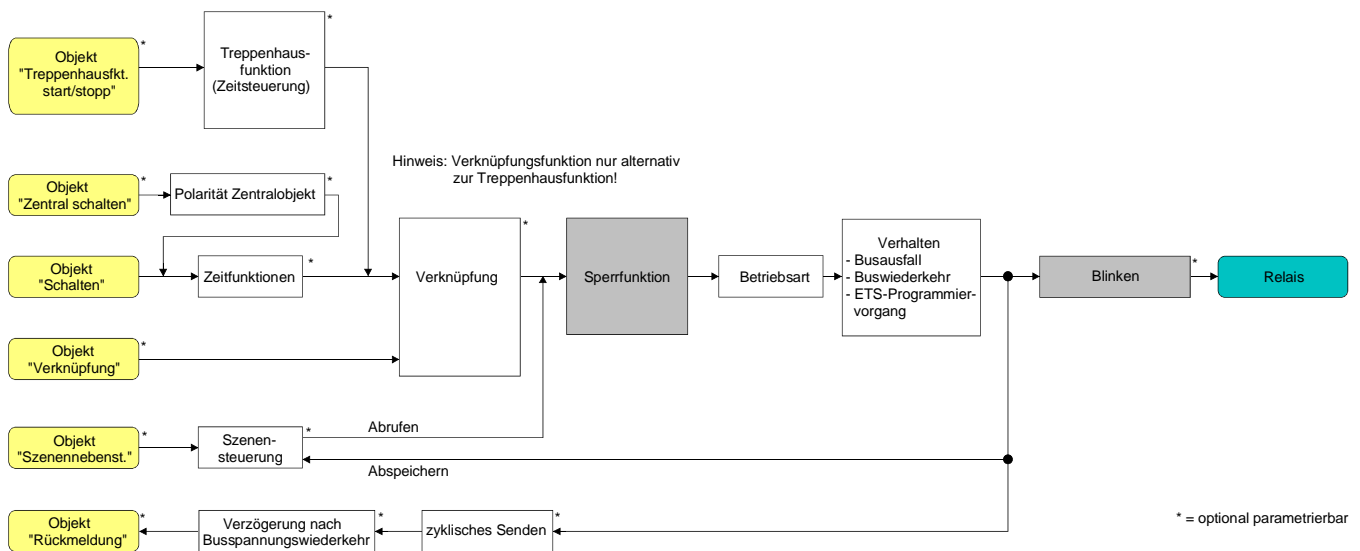 *
*
Objekt
"Treppenhausfkt.
start/stopp"
Treppenhaus-
funktion
(Zeitsteuerung)
Hinweis: Verknüpfungsfunktion nur alternativ
zur Treppenhausfunktion!
*
*
Objekt
"Zentral schalten"
Polarität Zentralobjekt
*
*
*
*
Objekt
"Schalten"
Zeitfunktionen
Verknüpfung
Sperrfunktion
Betriebsart
Verhalten
- Busausfall
- Buswiederkehr
- ETS-Programmier-
vorgang
Blinken
Relais
*
Objekt
"Verknüpfung"
*
*
Objekt
"Szenennebenst."
Szenen-
steuerung
Abrufen
Abspeichern
*
*
*
Objekt
"Rückmeldung"
Verzögerung nach
Busspannungswiederkehr
zyklisches Senden
* = optional parametrierbar